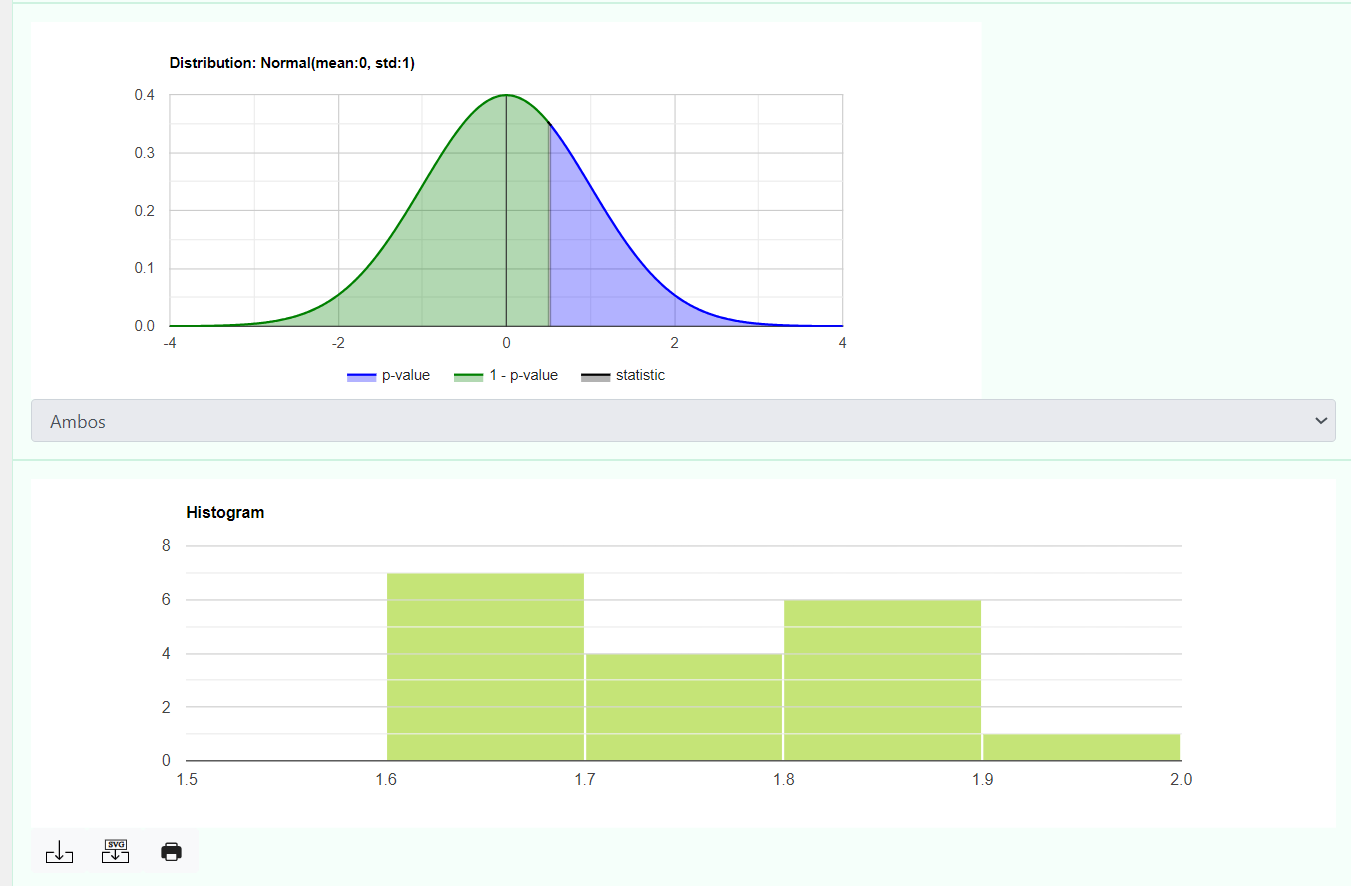 Distribution: Normal(mean:0, std:1)
0.4
0.3
0.2
0.1
0.0
-4 -2 0 2 4
p-value 1 - p-value statistic
Ambos
Histogram
8
6
4
2
0
1.5 1.6 1.7 1.8 1.9 2.0
SVG